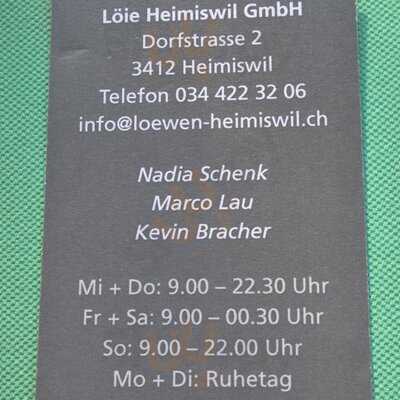 Löie Heimiswil GmbH
Dorfstrasse 2
3412 Heimiswil
Telefon 034 422 32 06
info@loewen-heimiswil.ch
Nadia Schenk
Marco Lau
Kevin Bracher
Mi + Do: 9.00 – 22.30 Uhr
Fr + Sa: 9.00 – 00.30 Uhr
So: 9.00 – 22.00 Uhr
Mo + Di: Ruhetag